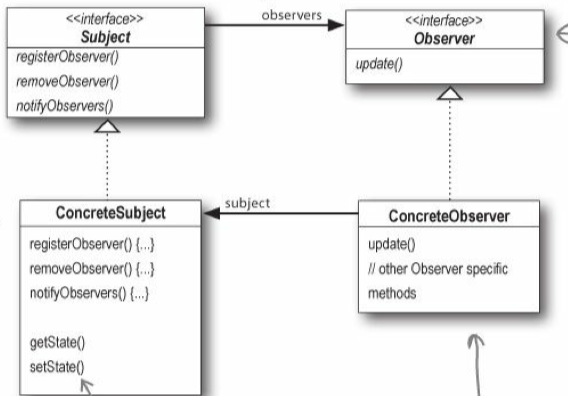 <<interface>>
Subject
registerObserver()
removeObserver()
notifyObservers()
observers
<<interface>>
Observer
update()
ConcreteSubject
registerObserver() {...}
removeObserver() {...}
notifyObservers() {...}
getState()
setState()
subject
ConcreteObserver
update()
// other Observer specific
methods